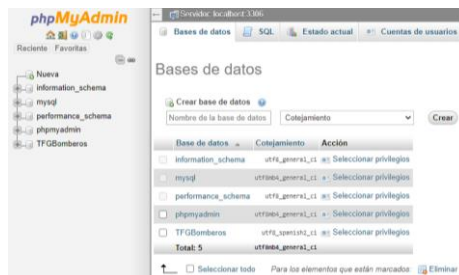 phpMyAdmin
Reciente Favoritas
Nueva
information_schema
mysql
performance_schema
phpmyadmin
TFGBomberos
Servidor: localhost:3306
Bases de datos SQL Estado actual Cuentas de usuarios
Bases de datos
Crear base de datos
Nombre de la base de datos Cotejamiento Crear
Base de datos Cotejamiento Acción
information_schema utf8_general_ci Seleccionar privilegios
mysql utf8mb4_general_ci Seleccionar privilegios
performance_schema utf8_general_ci Seleccionar privilegios
phpmyadmin utf8mb4_general_ci Seleccionar privilegios
TFGBomberos utf8_spanish2_ci Seleccionar privilegios
Total: 5 utf8mb4_general_ci
Seleccionar todo Para los elementos que están marcados: Eliminar